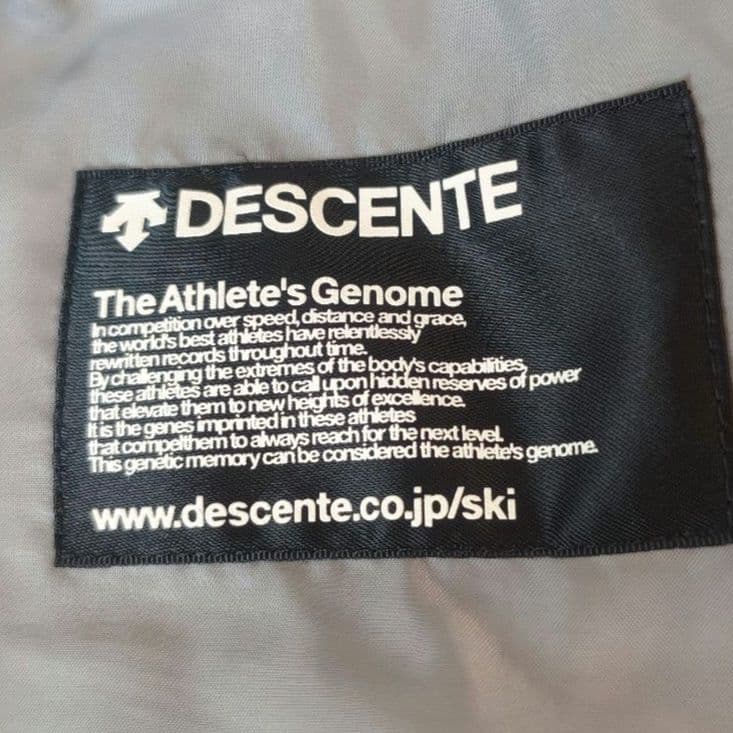 DESCENTE
The Athlete's Genome
In competition over speed, distance and grace,
the world's best athletes have relentlessly
rewritten records throughout time.
By challenging the extremes of the body's capabilities,
these athletes are able to call upon hidden reserves of power
that elevate them to new heights of excellence.
It is the genes imprinted in these athletes
that compelthem to always reach for the next level.
This genetic memory can be considered the athlete's genome.
www.descente.co.jp/ski